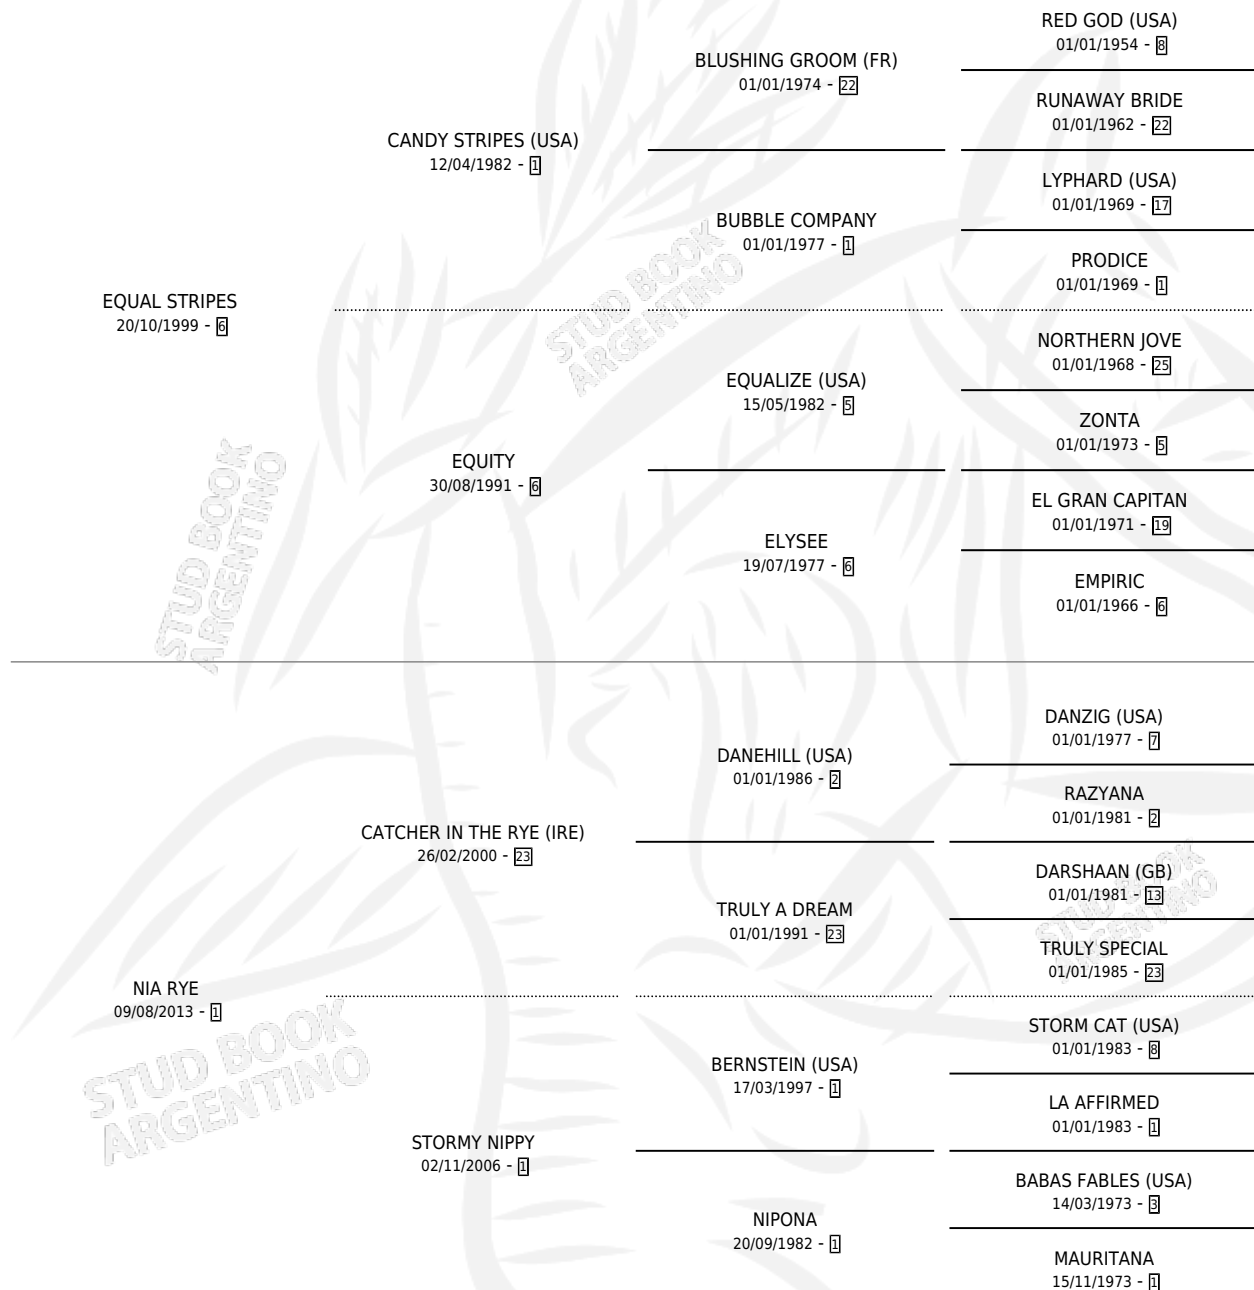 RED GOD (USA)
01/01/1954 - 8
BLUSHING GROOM (FR)
01/01/1974 - 22
RUNAWAY BRIDE
01/01/1962 - 22
CANDY STRIPES (USA)
12/04/1982 - 1
LYPHARD (USA)
01/01/1969 - 17
BUBBLE COMPANY
01/01/1977 - 1
PRODICE
01/01/1969 - 1
EQUAL STRIPES
20/10/1999 - 6
NORTHERN JOVE
01/01/1968 - 25
EQUALIZE (USA)
15/05/1982 - 5
ZONTA
01/01/1973 - 5
EQUITY
30/08/1991 - 6
EL GRAN CAPITAN
01/01/1971 - 19
ELYSEE
19/07/1977 - 6
EMPIRIC
01/01/1966 - 6
STUD BOOK
ARGENTINO
STUD BOOK
ARGENTINO
DANZIG (USA)
01/01/1977 - 7
DANEHILL (USA)
01/01/1986 - 2
RAZYANA
01/01/1981 - 2
CATCHER IN THE RYE (IRE)
26/02/2000 - 23
DARSHAAN (GB)
01/01/1981 - 13
TRULY A DREAM
01/01/1991 - 23
TRULY SPECIAL
01/01/1985 - 23
NIA RYE
09/08/2013 - 1
STORM CAT (USA)
01/01/1983 - 8
BERNSTEIN (USA)
17/03/1997 - 1
LA AFFIRMED
01/01/1983 - 1
STORMY NIPPY
02/11/2006 - 1
BABAS FABLES (USA)
14/03/1973 - 3
NIPONA
20/09/1982 - 1
MAURITANA
15/11/1973 - 1
STUD BOOK
ARGENTINO
STUD BOOK
ARGENTINO